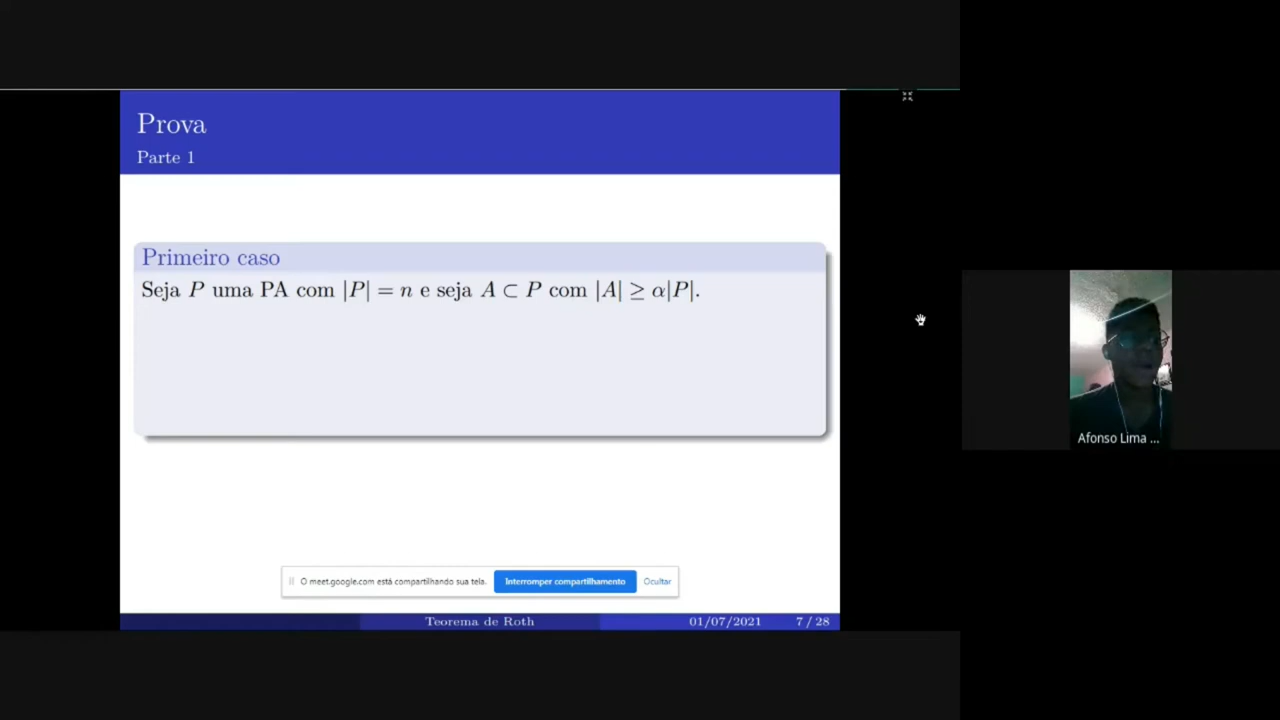 Prova
Parte 1
Primeiro caso
Seja P uma PA com |P| = n e seja A ⊂ P com |A| ≥ α|P|.
O meet.google.com está compartilhando sua tela. Interromper compartilhamento Ocultar
Teorema de Roth 01/07/2021 7 / 28
Afonso Lima ...